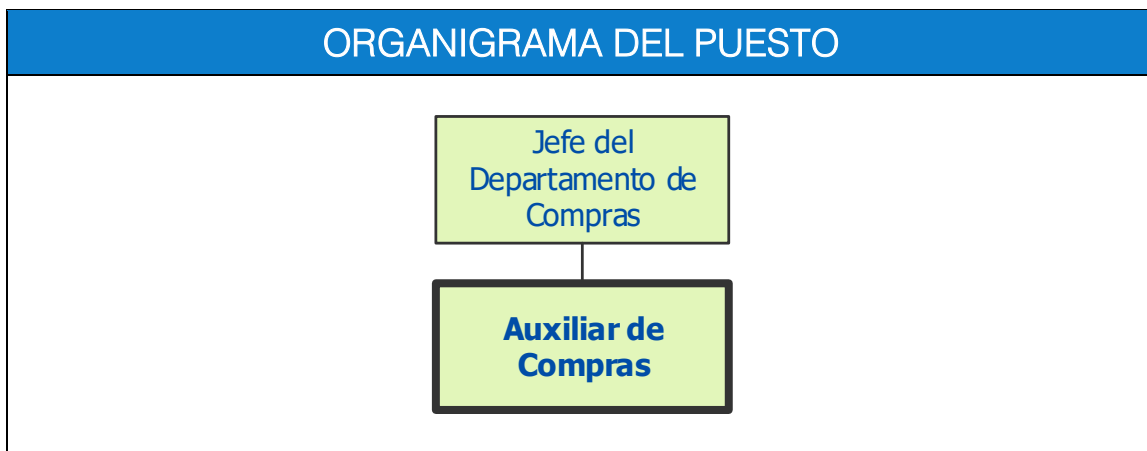 ORGANIGRAMA DEL PUESTO
Jefe del
Departamento de
Compras
Auxiliar de
Compras